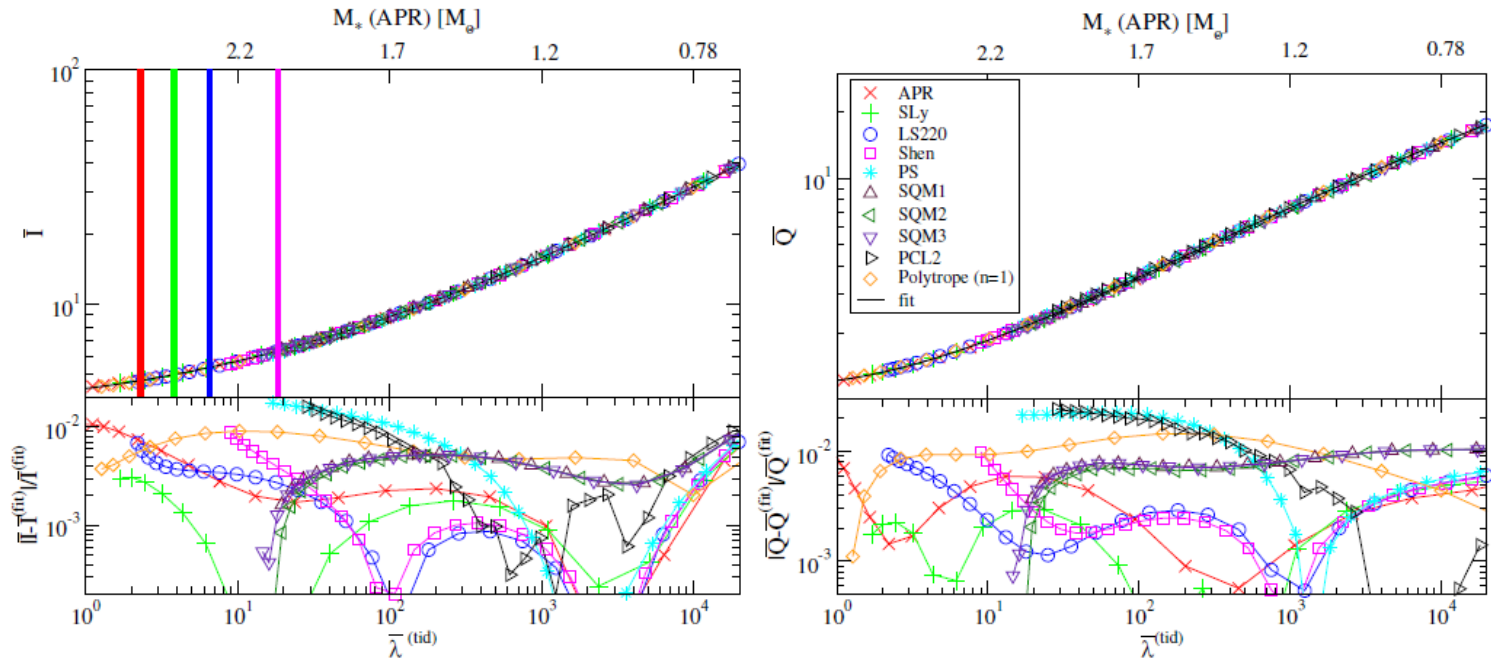 M* (APR) [M⊙]
2.2 1.7 1.2 0.78
10²
Ī
10¹
10⁻²
|Ī-Ī^(fit)|/Ī^(fit)
10⁻³
10⁰ 10¹ 10² 10³ 10⁴
λ̄^(tid)
M* (APR) [M⊙]
2.2 1.7 1.2 0.78
APR
SLy
LS220
Shen
PS
SQM1
SQM2
SQM3
PCL2
Polytrope (n=1)
fit
Q̄
10¹
10⁻²
|Q̄-Q̄^(fit)|/Q̄^(fit)
10⁻³
10⁰ 10¹ 10² 10³ 10⁴
λ̄^(tid)